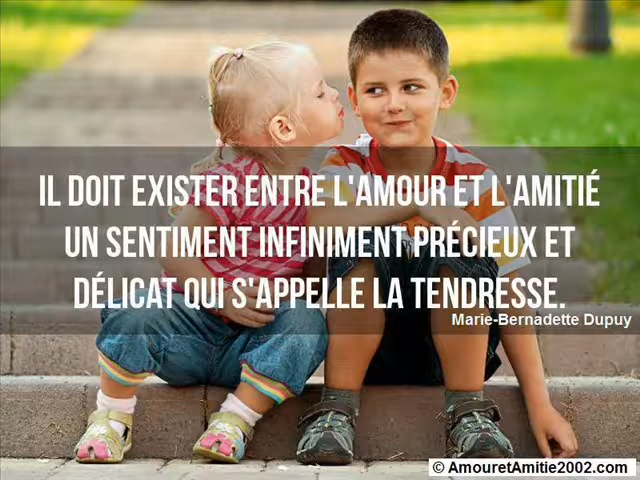 IL DOIT EXISTER ENTRE L'AMOUR ET L'AMITIÉ
UN SENTIMENT INFINIMENT PRÉCIEUX ET
DÉLICAT QUI S'APPELLE LA TENDRESSE.
Marie-Bernadette Dupuy
© AmouretAmitie2002.com